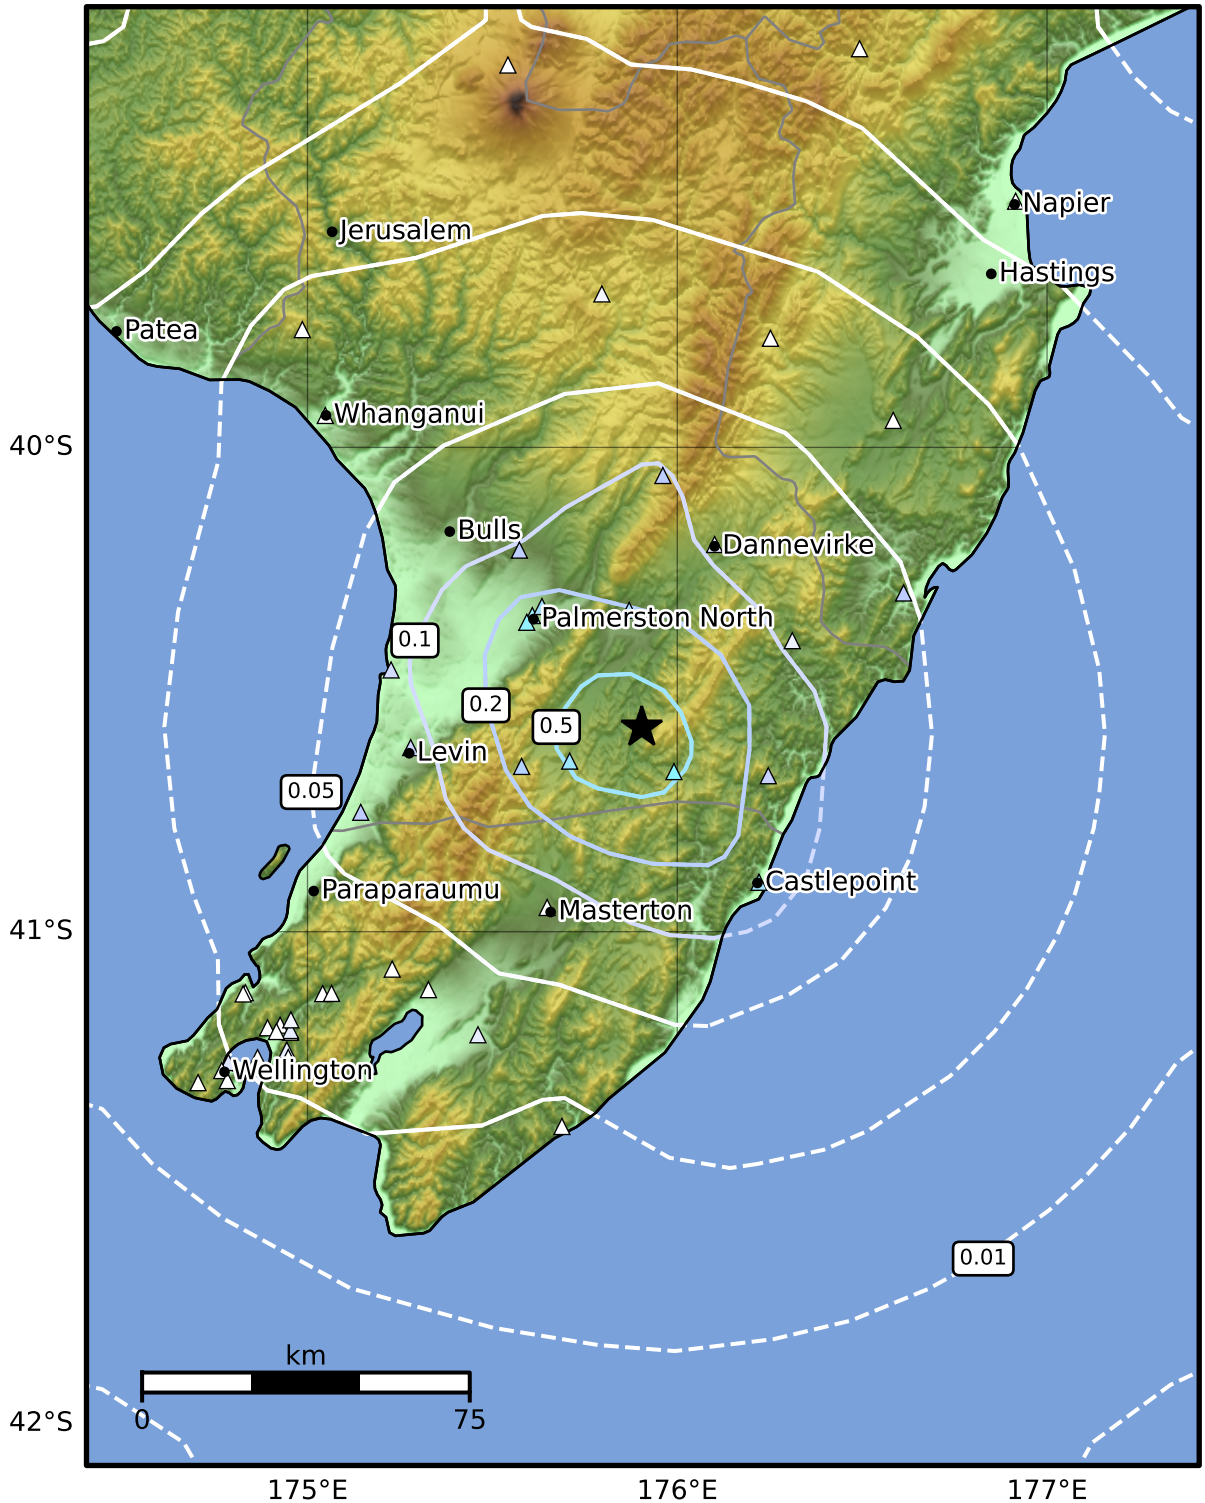 Napier
Jerusalem
Hastings
Patea
Whanganui
40°S
Bulls
Dannevirke
Palmerston North
0.1
0.2
0.5
Levin
0.05
Castlepoint
Paraparaumu
Masterton
41°S
Wellington
0.01
km
0 75
42°S
175°E 176°E 177°E